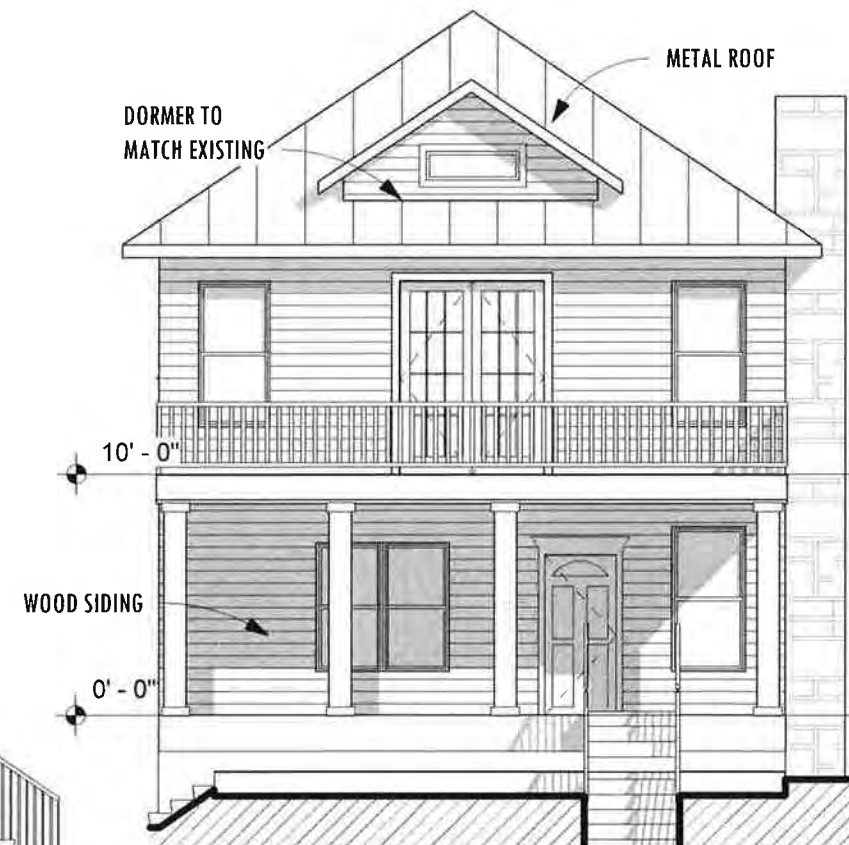 METAL ROOF
DORMER TO
MATCH EXISTING
10' - 0"
WOOD SIDING
0' - 0"